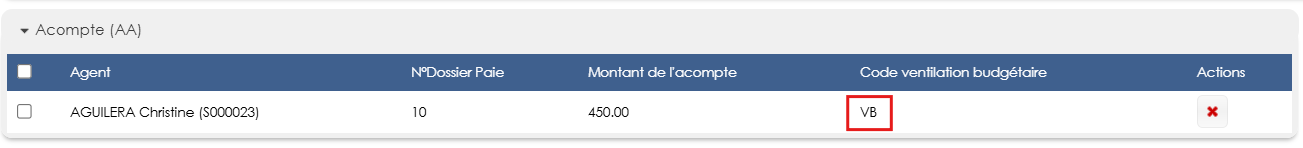 Acompte (AA)
Agent N°Dossier Paie Montant de l'acompte Code ventilation budgétaire Actions
AGUILERA Christine (S000023) 10 450.00 VB